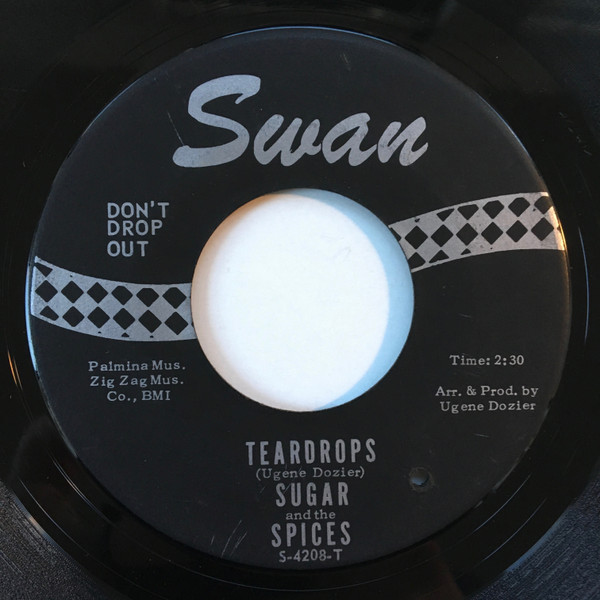 Swan
DON'T
DROP
OUT
Palmina Mus.
Zig Zag Mus.
Co., BMI
Time: 2:30
Arr. & Prod. by
Ugene Dozier
TEARDROPS
(Ugene Dozier)
SUGAR
and the
SPICES
S-4208-T